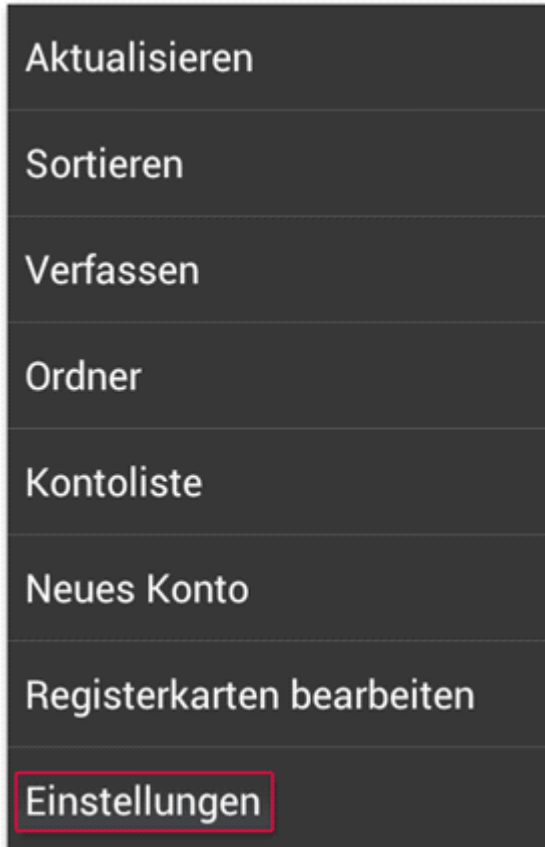 Aktualisieren
Sortieren
Verfassen
Ordner
Kontoliste
Neues Konto
Registerkarten bearbeiten
Einstellungen